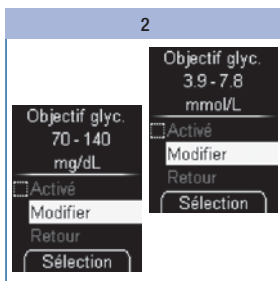 2
Objectif glyc.
70 - 140
mg/dL
Activé
Modifier
Retour
Sélection
Objectif glyc.
3.9 - 7.8
mmol/L
Activé
Modifier
Retour
Sélection